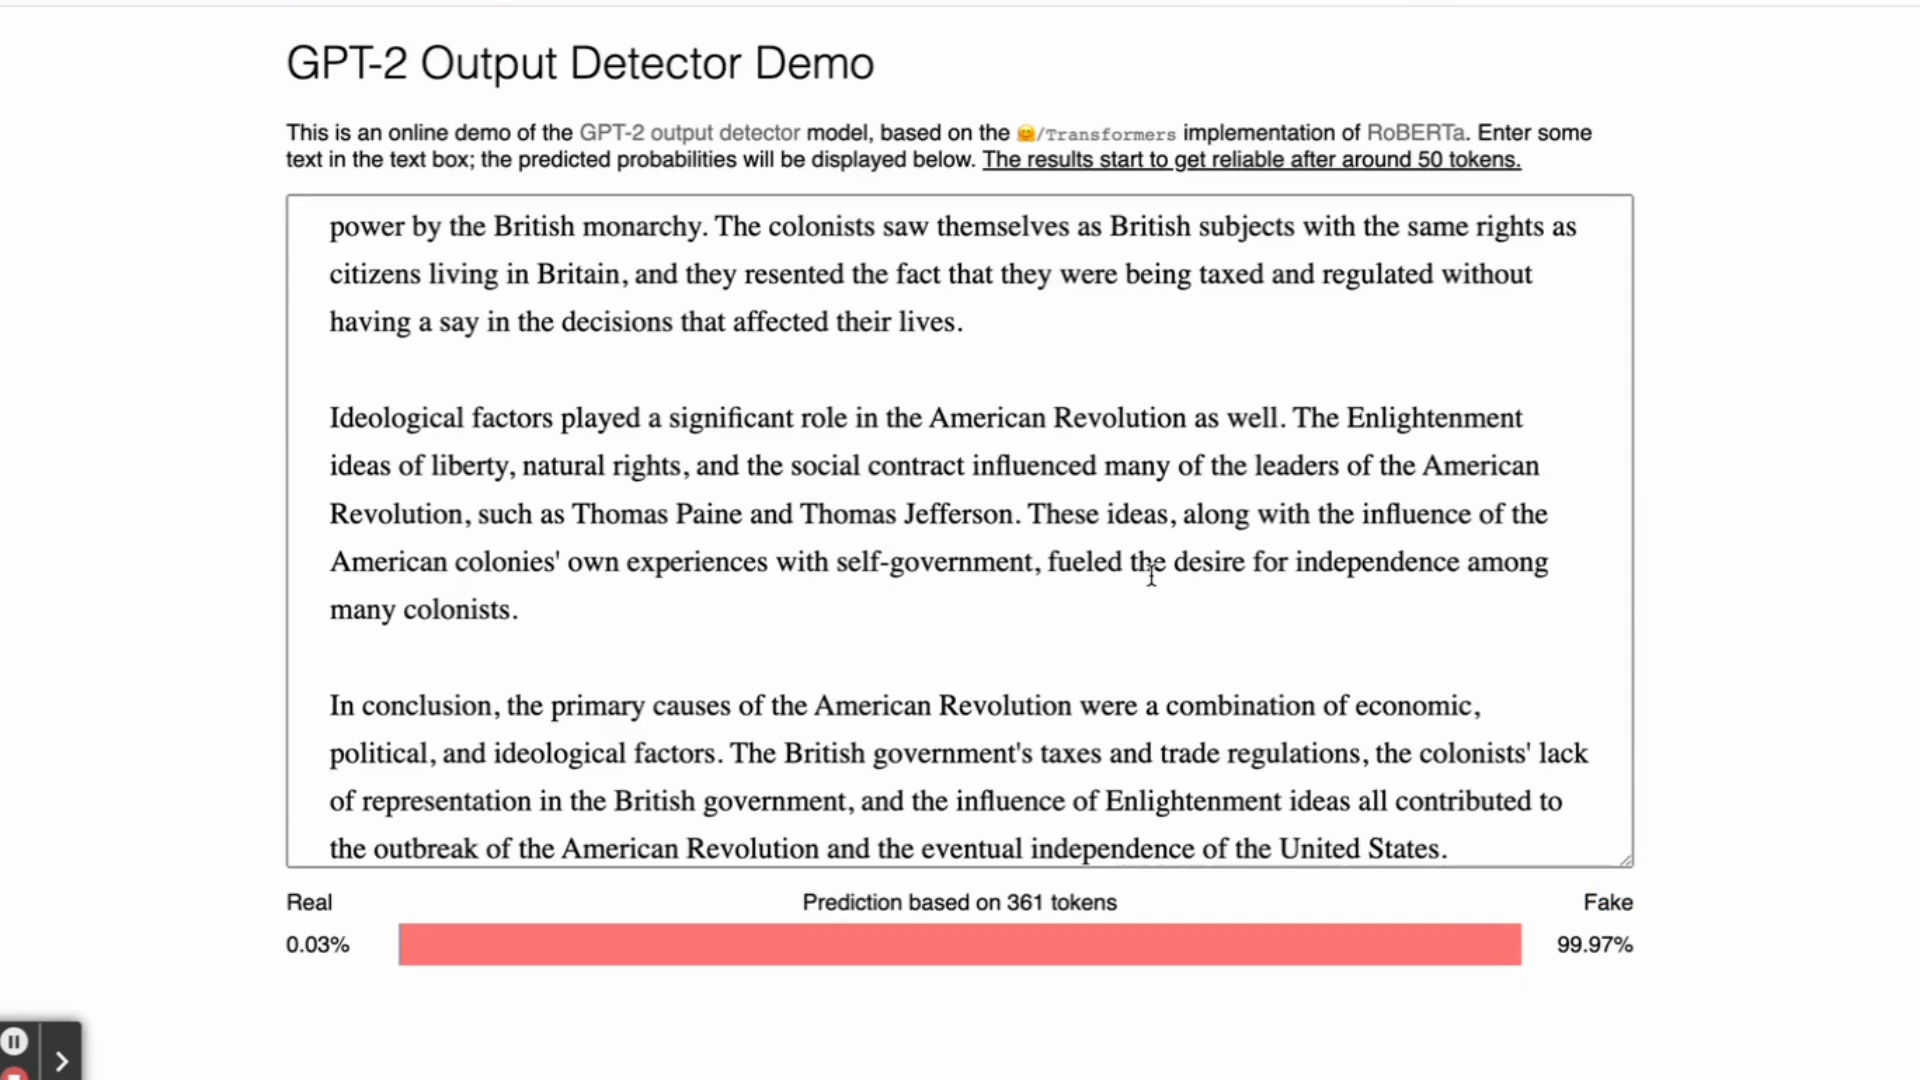 GPT-2 Output Detector Demo
This is an online demo of the GPT-2 output detector model, based on the 🤗/Transformers implementation of RoBERTa. Enter some
text in the text box; the predicted probabilities will be displayed below. The results start to get reliable after around 50 tokens.
power by the British monarchy. The colonists saw themselves as British subjects with the same rights as
citizens living in Britain, and they resented the fact that they were being taxed and regulated without
having a say in the decisions that affected their lives.
Ideological factors played a significant role in the American Revolution as well. The Enlightenment
ideas of liberty, natural rights, and the social contract influenced many of the leaders of the American
Revolution, such as Thomas Paine and Thomas Jefferson. These ideas, along with the influence of the
American colonies' own experiences with self-government, fueled the desire for independence among
many colonists.
In conclusion, the primary causes of the American Revolution were a combination of economic,
political, and ideological factors. The British government's taxes and trade regulations, the colonists' lack
of representation in the British government, and the influence of Enlightenment ideas all contributed to
the outbreak of the American Revolution and the eventual independence of the United States.
Real Prediction based on 361 tokens Fake
0.03% 99.97%